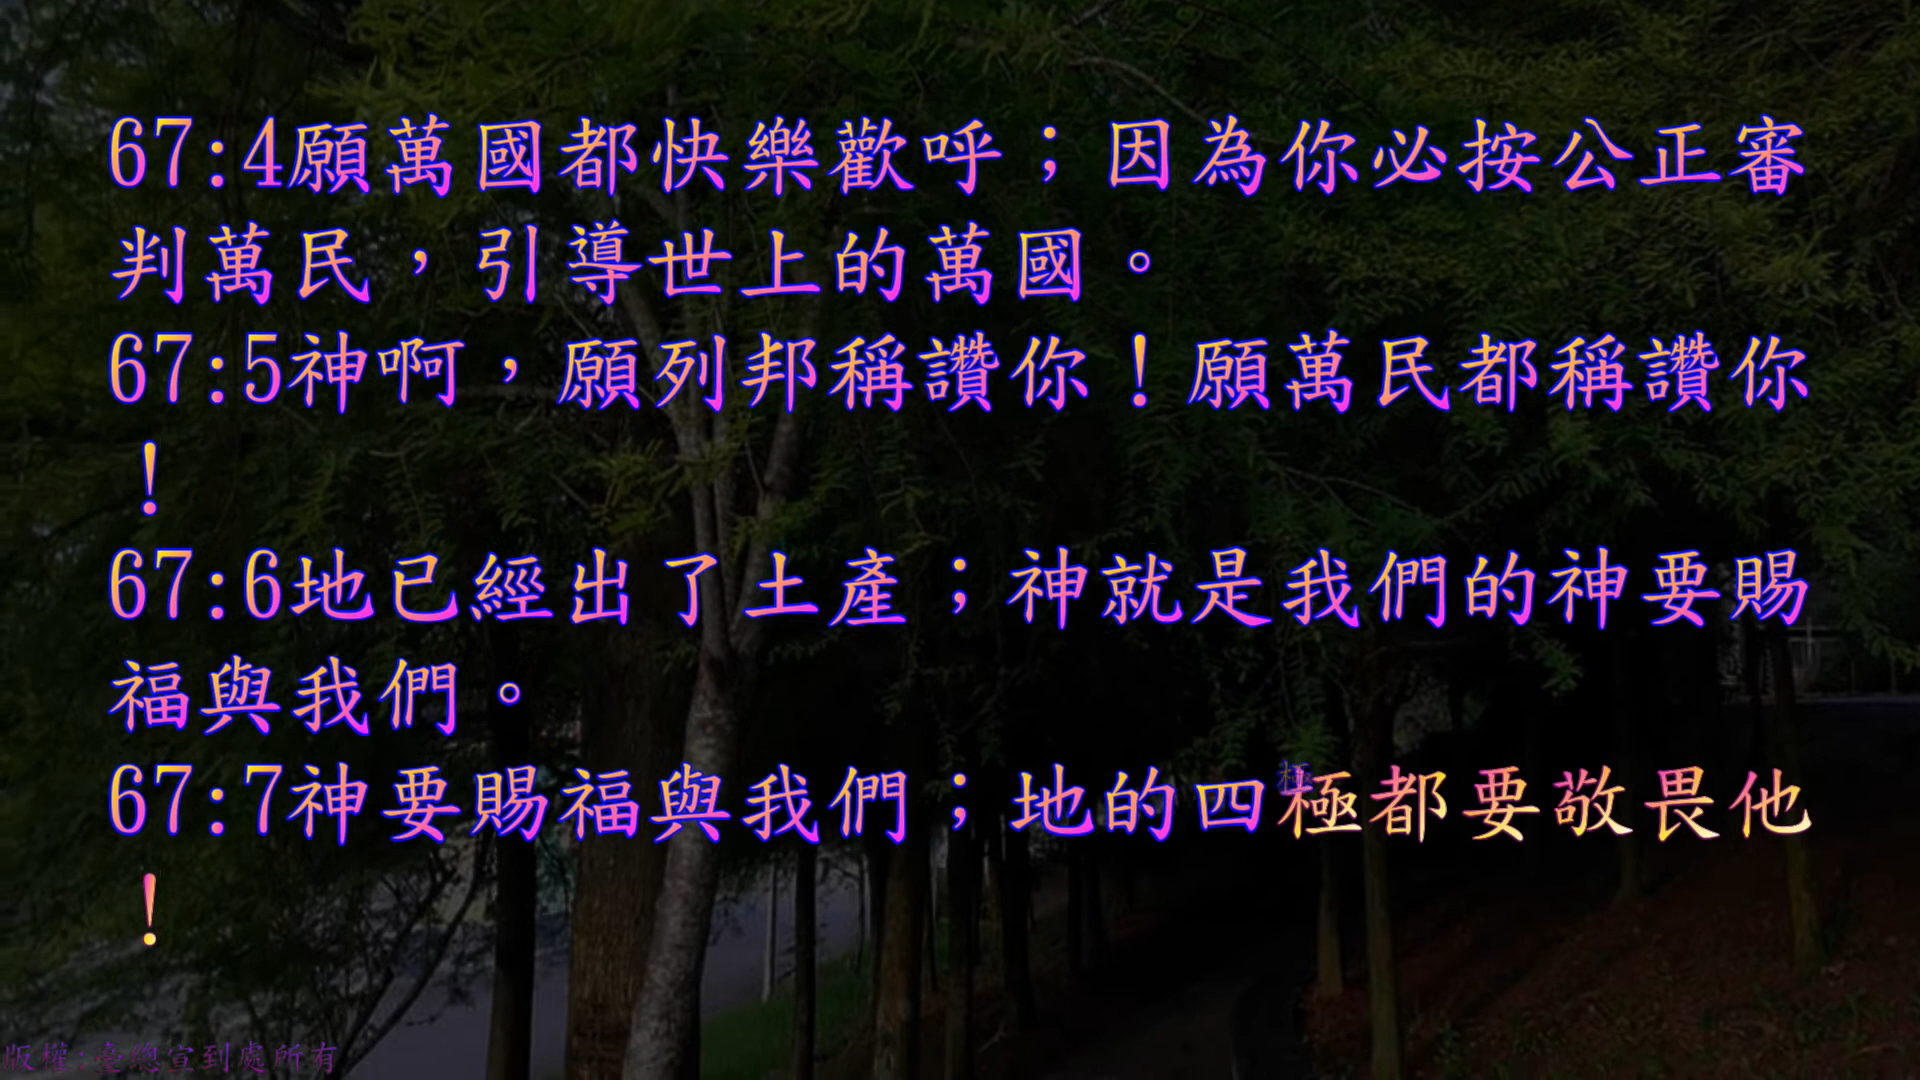 67:4願萬國都快樂歡呼；因為你必按公正審
判萬民，引導世上的萬國。
67:5神啊，願列邦稱讚你！願萬民都稱讚你
！
67:6地已經出了土產；神就是我們的神要賜
福與我們。
67:7神要賜福與我們；地的四極都要敬畏他
！
極
版權:臺總宣到處所有